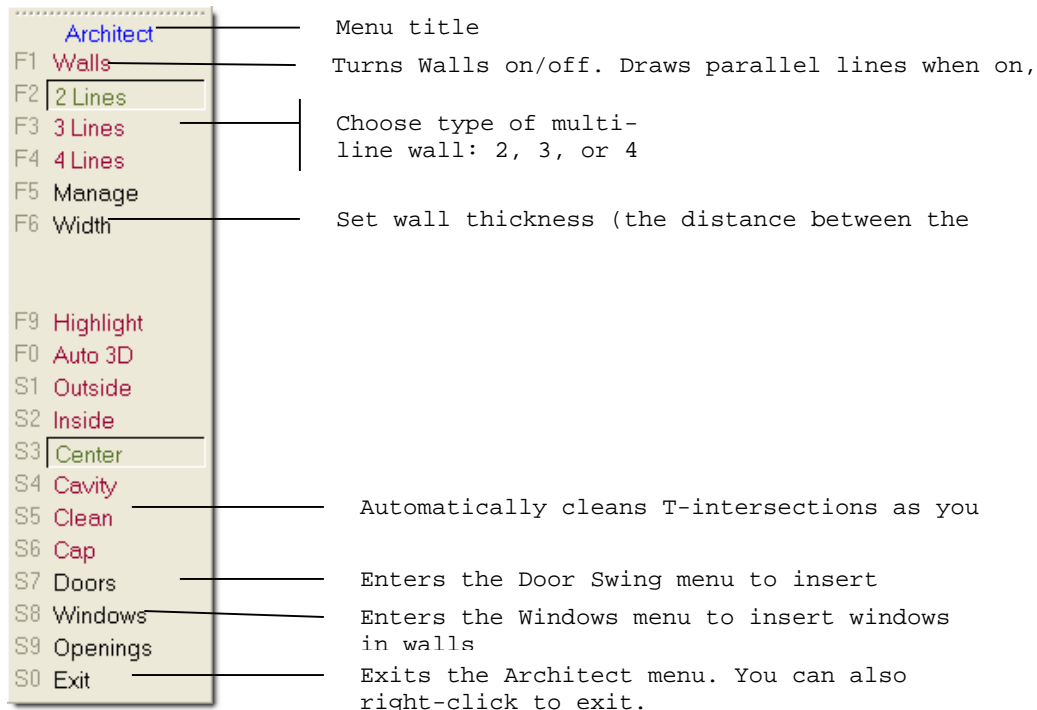 Architect Menu title
F1 Walls Turns Walls on/off. Draws parallel lines when on,
F2 2 Lines
F3 3 Lines Choose type of multi-
line wall: 2, 3, or 4
F4 4 Lines
F5 Manage
F6 Width Set wall thickness (the distance between the
F9 Highlight
F0 Auto 3D
S1 Outside
S2 Inside
S3 Center
S4 Cavity
S5 Clean Automatically cleans T-intersections as you
S6 Cap
S7 Doors Enters the Door Swing menu to insert
S8 Windows Enters the Windows menu to insert windows
in walls
S9 Openings
S0 Exit Exits the Architect menu. You can also
right-click to exit.